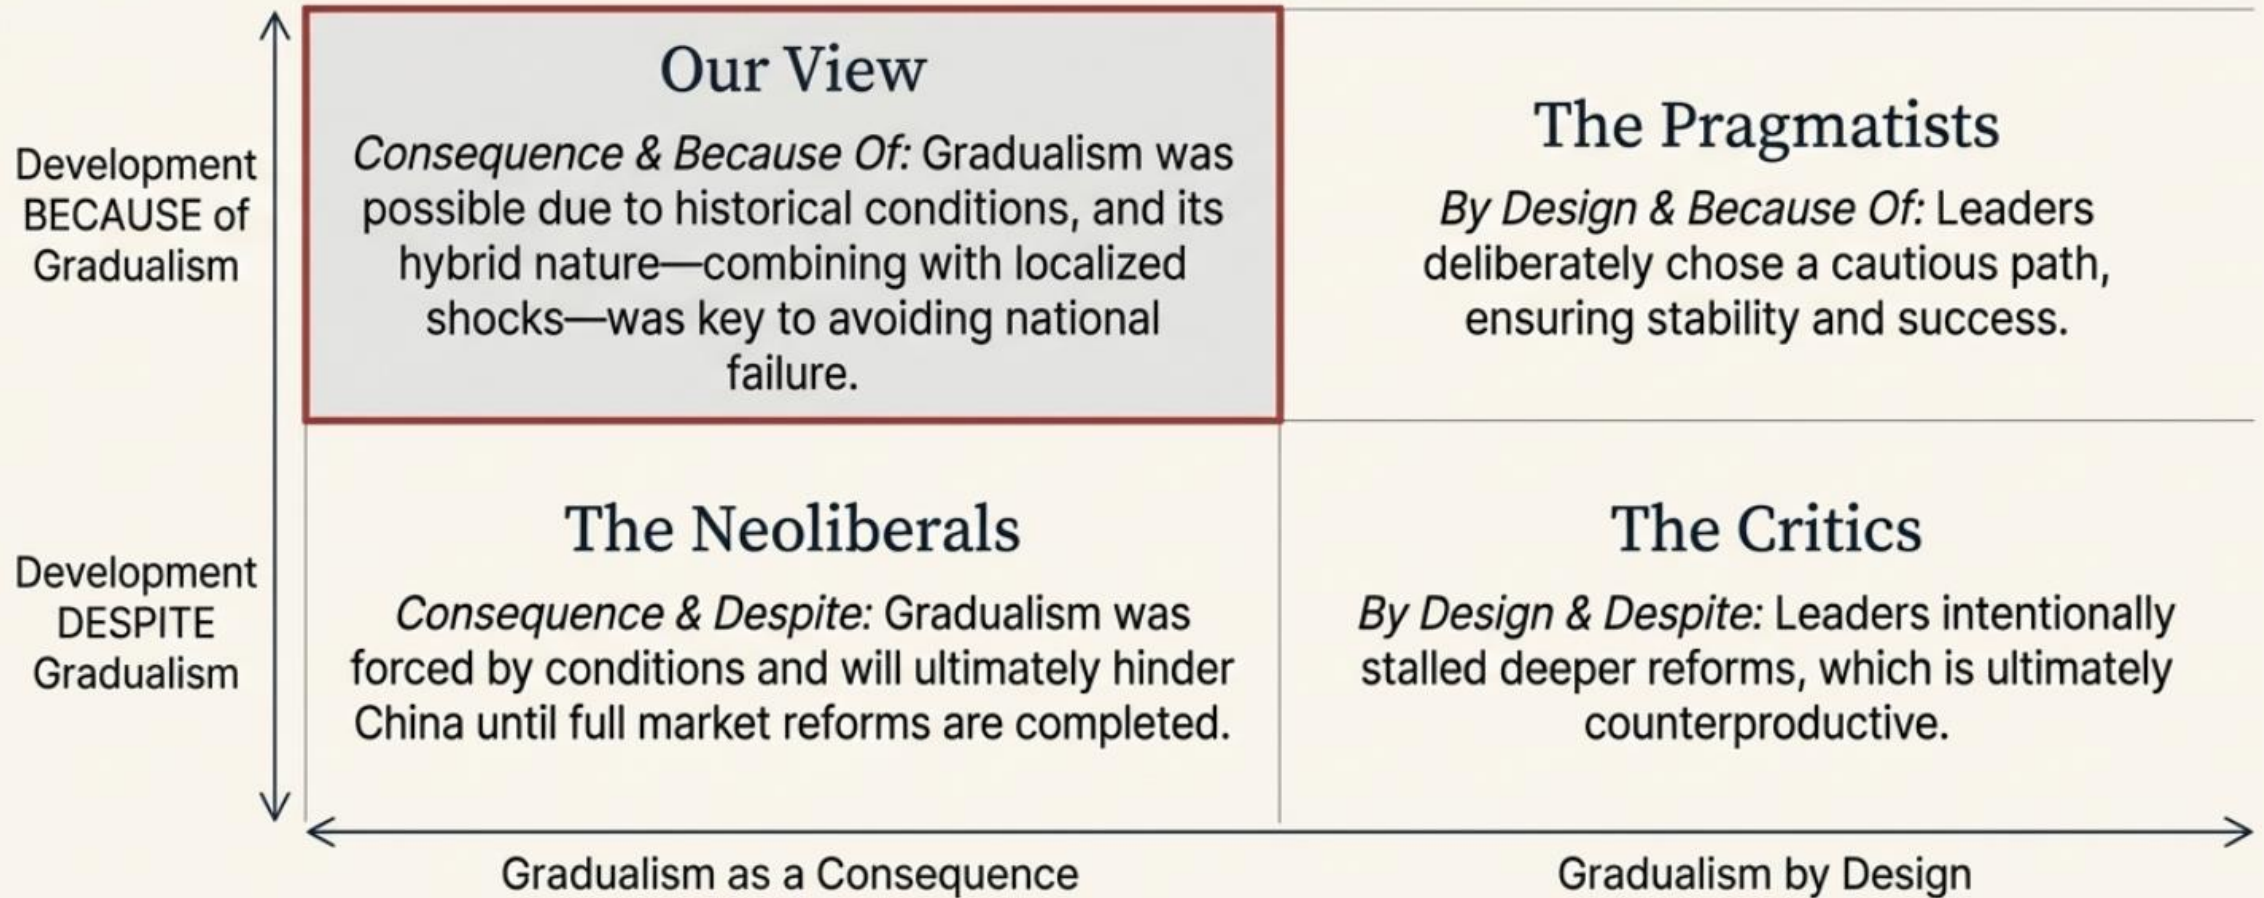 Our View
Consequence & Because Of: Gradualism was
possible due to historical conditions, and its
hybrid nature—combining with localized
shocks—was key to avoiding national
failure.
The Pragmatists
By Design & Because Of: Leaders
deliberately chose a cautious path,
ensuring stability and success.
Development
BECAUSE of
Gradualism
The Neoliberals
Consequence & Despite: Gradualism was
forced by conditions and will ultimately hinder
China until full market reforms are completed.
The Critics
By Design & Despite: Leaders intentionally
stalled deeper reforms, which is ultimately
counterproductive.
Development
DESPITE
Gradualism
Gradualism as a Consequence
Gradualism by Design